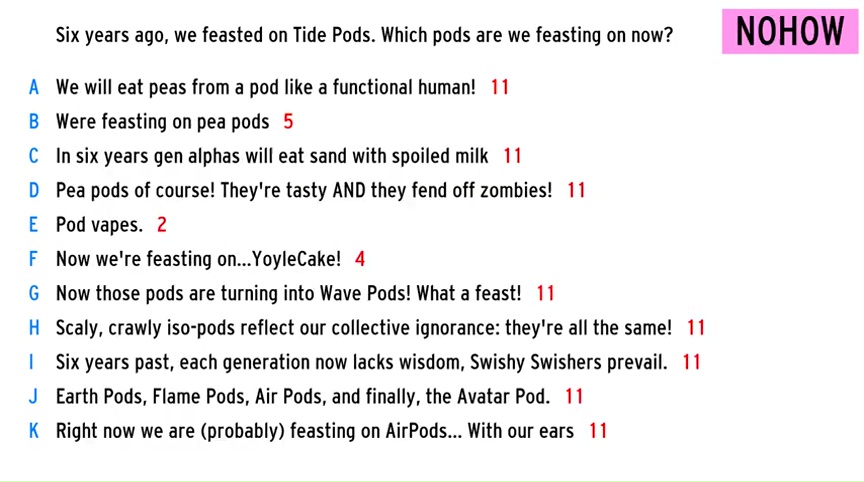 Six years ago, we feasted on Tide Pods. Which pods are we feasting on now?
NOHOW
A We will eat peas from a pod like a functional human! 11
B Were feasting on pea pods 5
C In six years gen alphas will eat sand with spoiled milk 11
D Pea pods of course! They're tasty AND they fend off zombies! 11
E Pod vapes. 2
F Now we're feasting on...YoyleCake! 4
G Now those pods are turning into Wave Pods! What a feast! 11
H Scaly, crawly iso-pods reflect our collective ignorance: they're all the same! 11
I Six years past, each generation now lacks wisdom, Swishy Swishers prevail. 11
J Earth Pods, Flame Pods, Air Pods, and finally, the Avatar Pod. 11
K Right now we are (probably) feasting on AirPods... With our ears 11